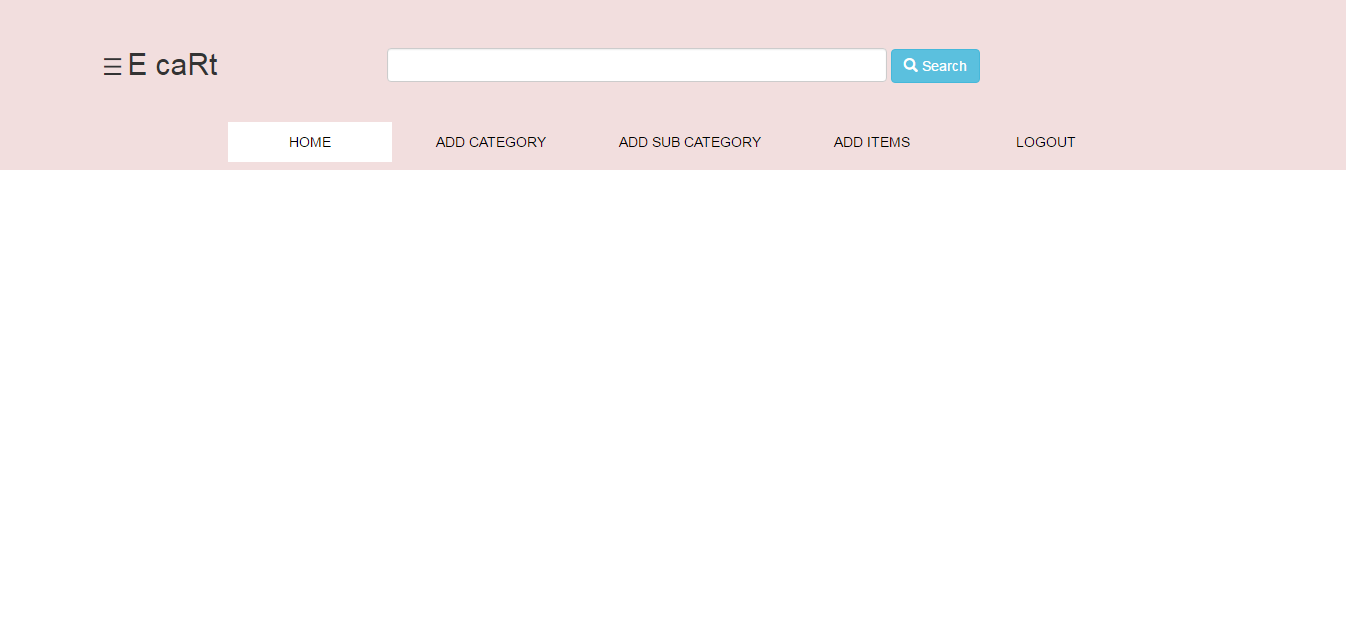 ☰ E caRt
Search
HOME ADD CATEGORY ADD SUB CATEGORY ADD ITEMS LOGOUT